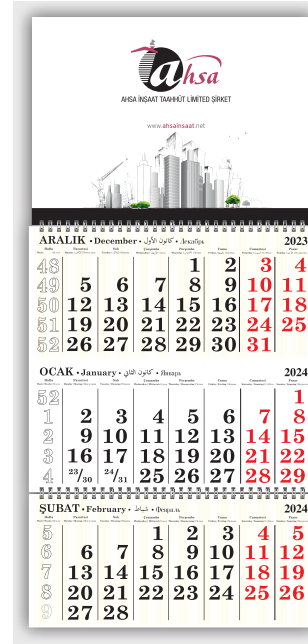 ahsa
AHSA İNŞAAT TAAHHÜT LİMİTED ŞİRKET
www.ahsainsaat.net
ARALIK • December • كانون الأول • Декабрь 2023
48 1 2 3 4
49 5 6 7 8 9 10 11
50 12 13 14 15 16 17 18
51 19 20 21 22 23 24 25
52 26 27 28 29 30 31
OCAK • January • كانون الثاني • Январь 2024
52 1
1 2 3 4 5 6 7 8
2 9 10 11 12 13 14 15
3 16 17 18 19 20 21 22
4 23/30 24/31 25 26 27 28 29
ŞUBAT • February • شباط • Февраль 2024
5 1 2 3 4 5
6 6 7 8 9 10 11 12
7 13 14 15 16 17 18 19
8 20 21 22 23 24 25 26
9 27 28